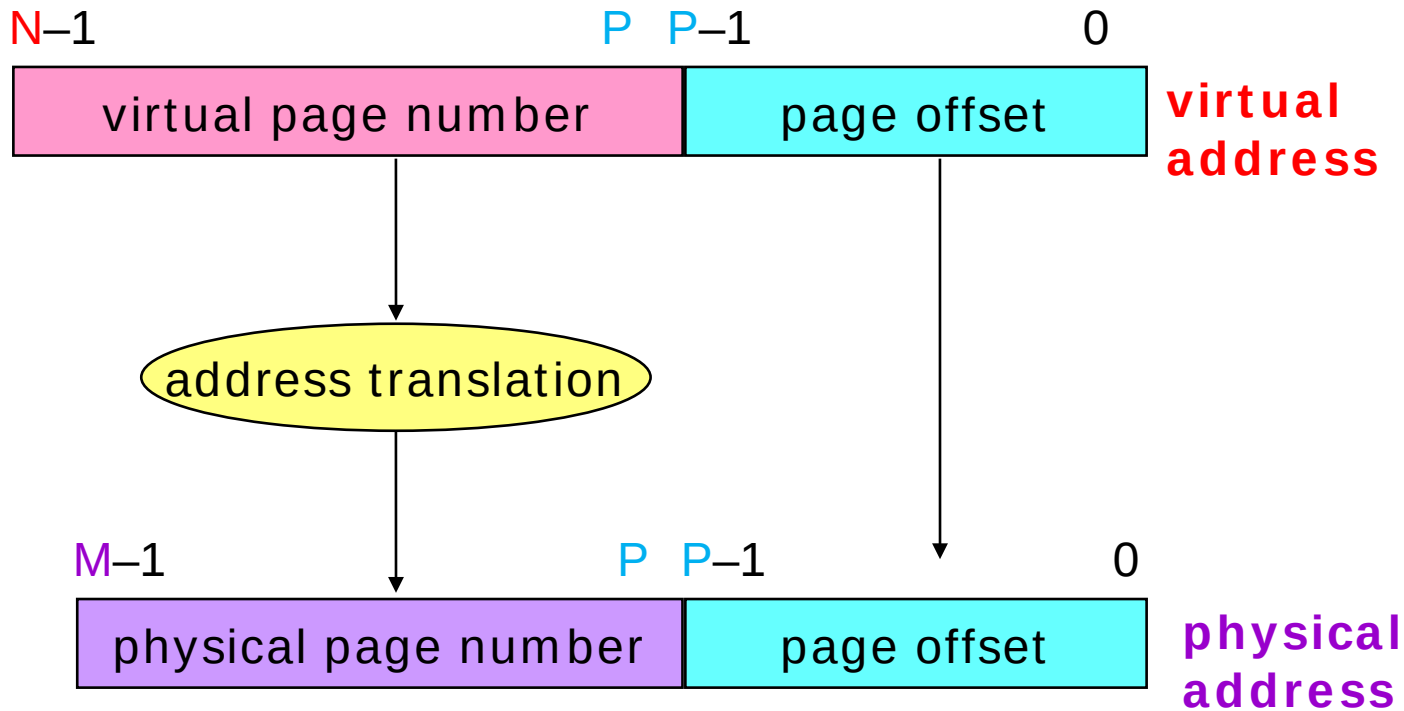 N–1 P P–1 0
virtual page number page offset virtual address
address translation
M–1 P P–1 0
physical page number page offset physical address